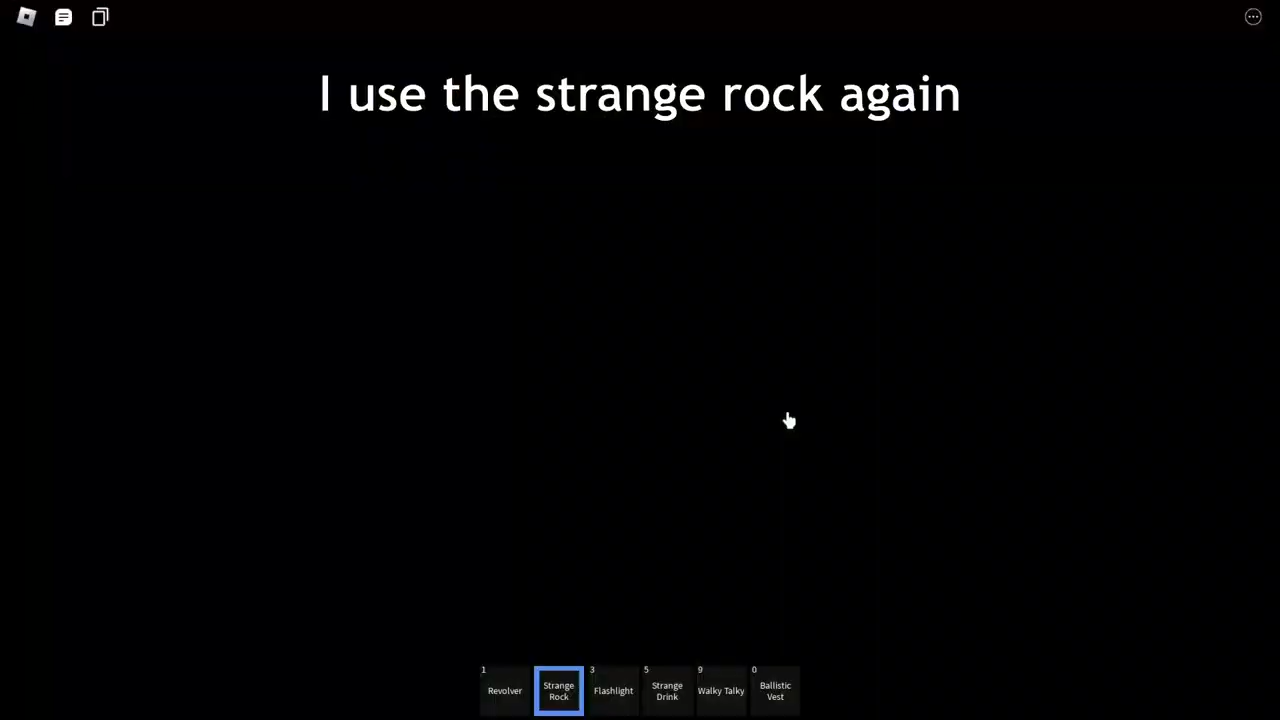 I use the strange rock again
1
Revolver
Strange
Rock
3
Flashlight
5
Strange
Drink
9
Walky Talky
0
Ballistic
Vest